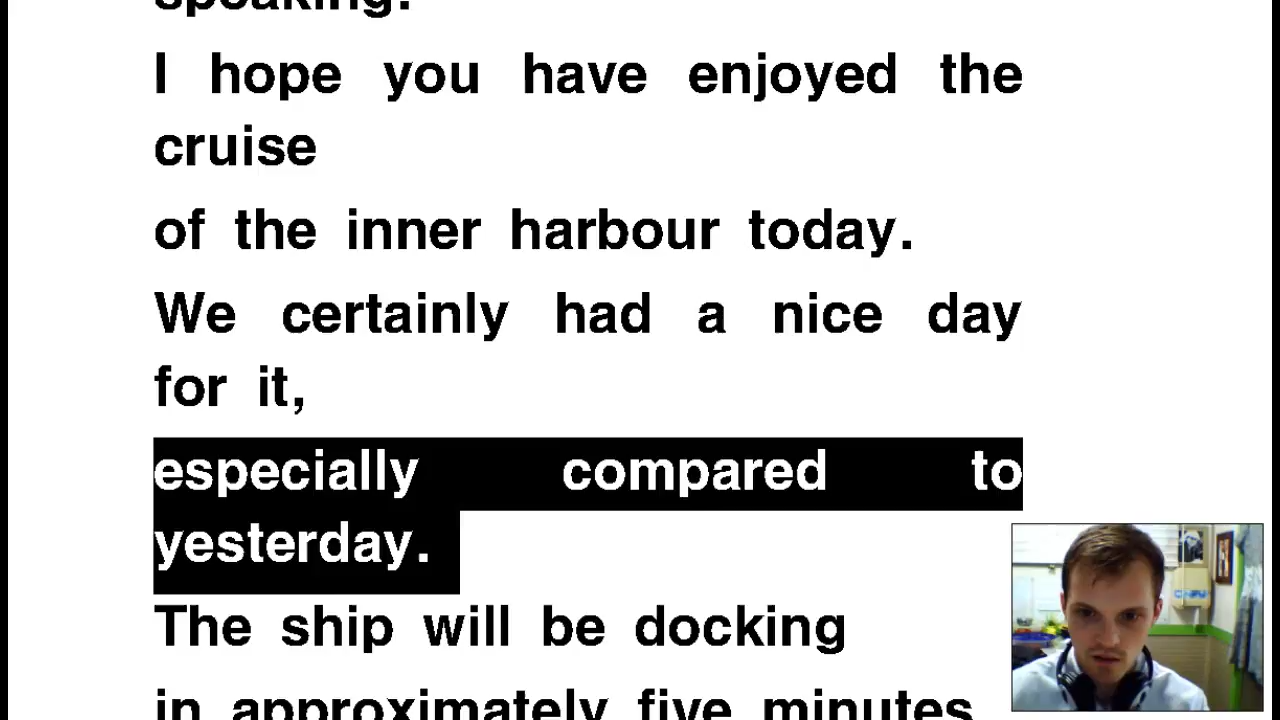 speaking.
I hope you have enjoyed the
cruise
of the inner harbour today.
We certainly had a nice day
for it,
especially compared to
yesterday.
The ship will be docking
in approximately five minutes